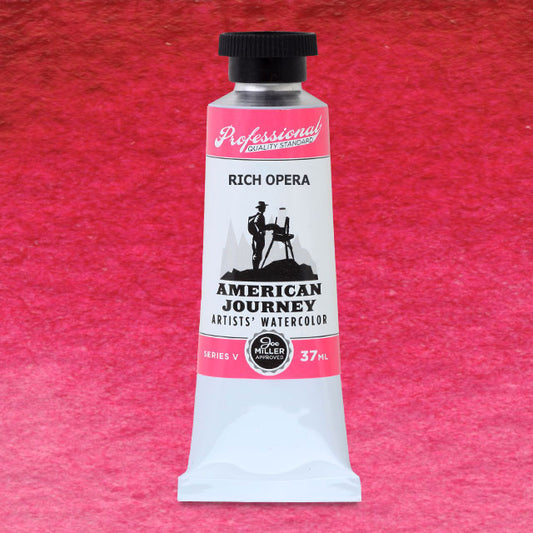 Professional
QUALITY STANDARD
RICH OPERA
AMERICAN
JOURNEY
ARTISTS' WATERCOLOR
SERIES V
Joe
MILLER
APPROVED
37ML